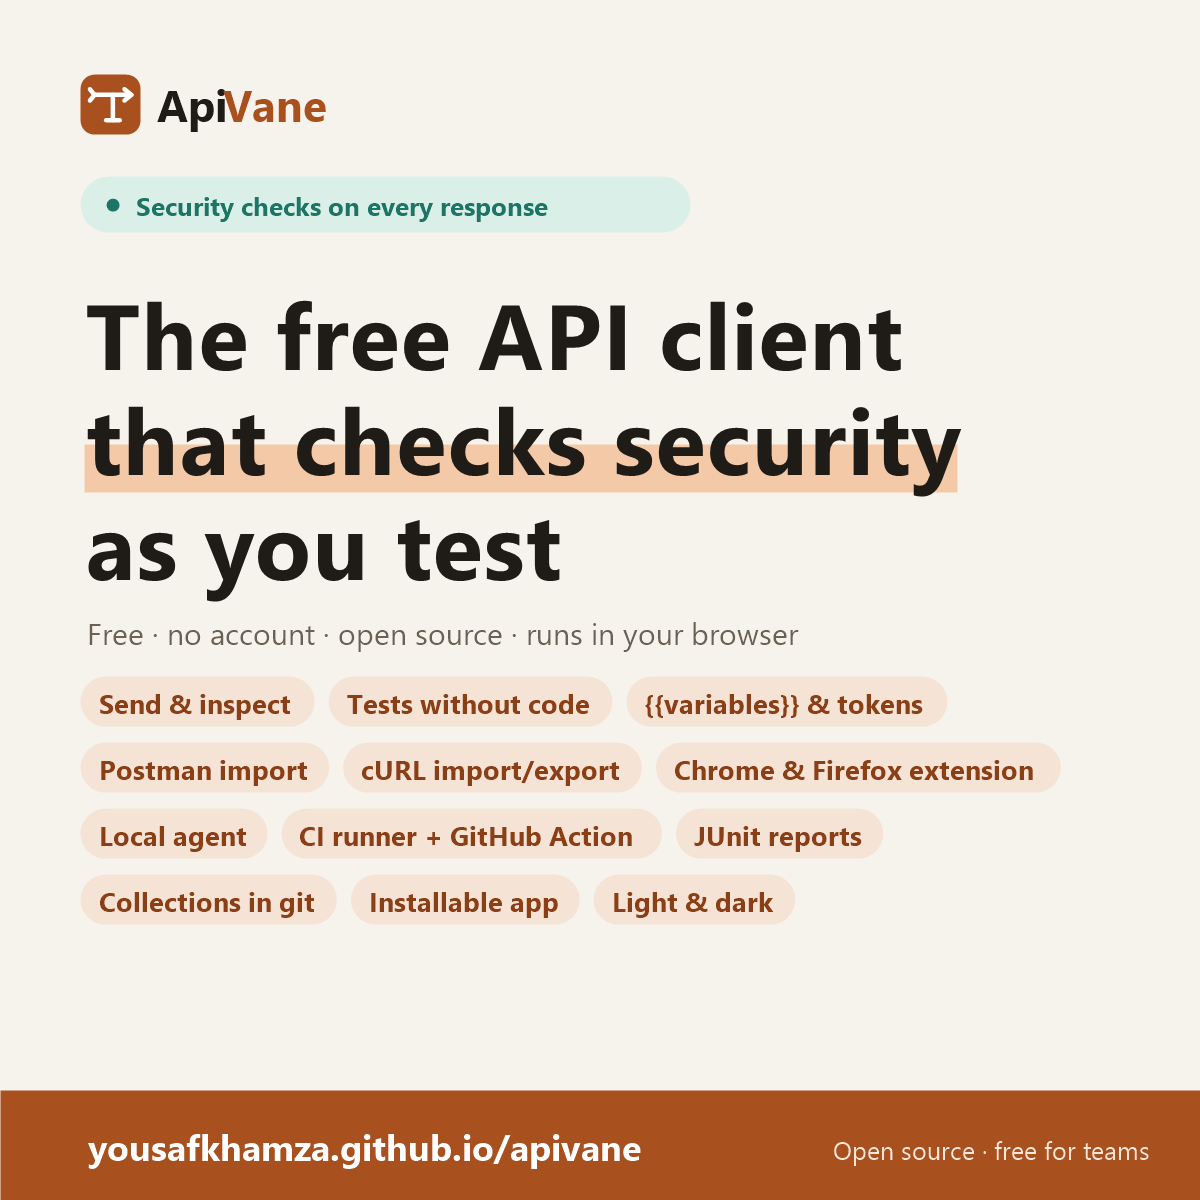 ApiVane
Security checks on every response
The free API client
that checks security
as you test
Free · no account · open source · runs in your browser
Send & inspect
Tests without code
{{variables}} & tokens
Postman import
cURL import/export
Chrome & Firefox extension
Local agent
CI runner + GitHub Action
JUnit reports
Collections in git
Installable app
Light & dark
yousafkhamza.github.io/apivane
Open source · free for teams